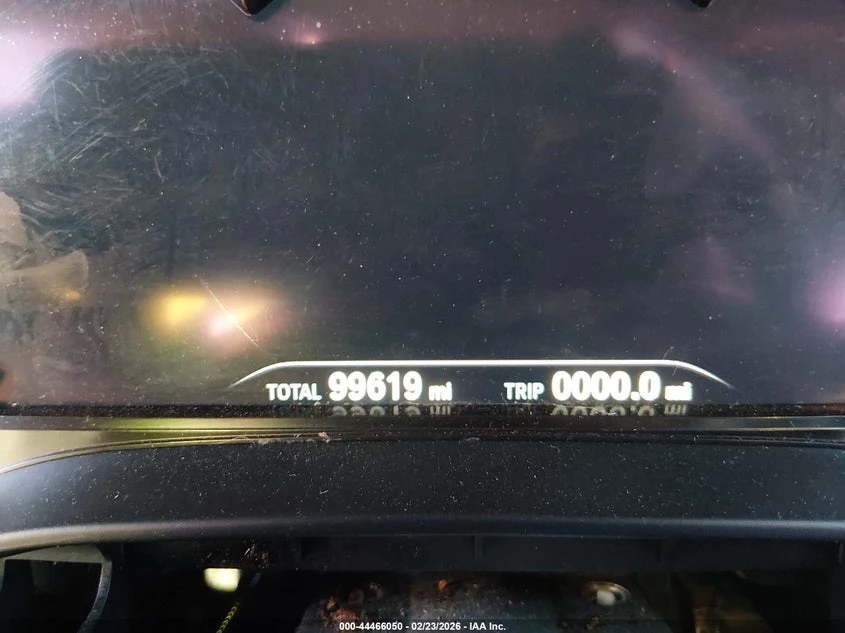 TOTAL 99619 mi TRIP 0000.0 mi
000-44466050 - 02/23/2026 - IAA Inc.